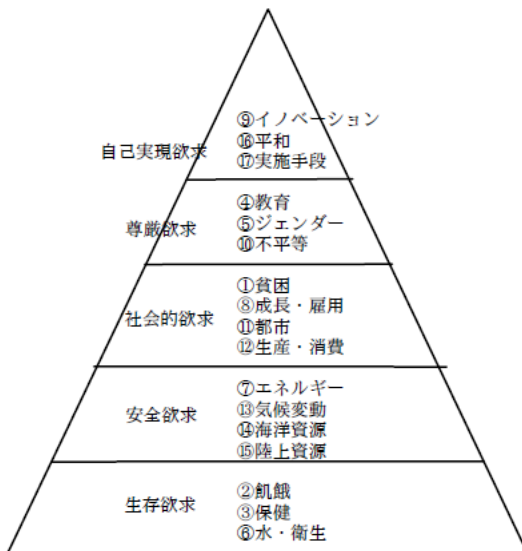 ⑨イノベーション
⑯平和
自己実現欲求
⑰実施手段
④教育
尊厳欲求
⑤ジェンダー
⑩不平等
①貧困
⑧成長・雇用
社会的欲求
⑪都市
⑫生産・消費
⑦エネルギー
安全欲求
⑬気候変動
⑭海洋資源
⑮陸上資源
②飢餓
生存欲求
③保健
⑥水・衛生